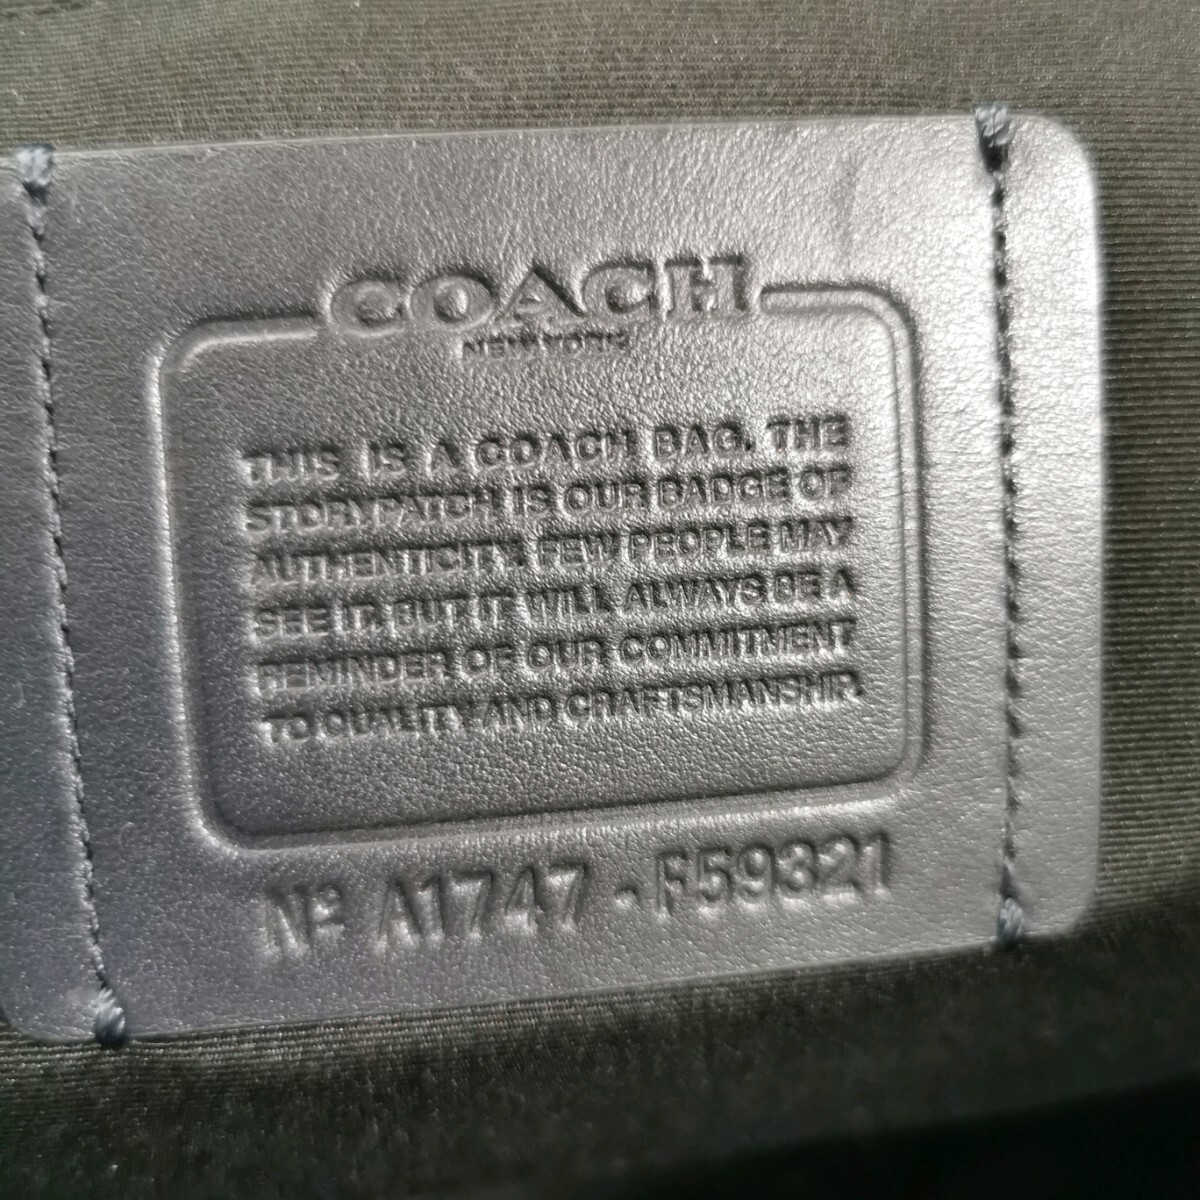 COACH
NEW YORK
THIS IS A COACH BAG. THE
STORYPATCH IS OUR BADGE OF
AUTHENTICITY. FEW PEOPLE MAY
SEE IT. BUT IT WILL ALWAYS BE A
REMINDER OF OUR COMMITMENT
TO QUALITY AND CRAFTSMANSHIP.
Nº A1747 - F59321